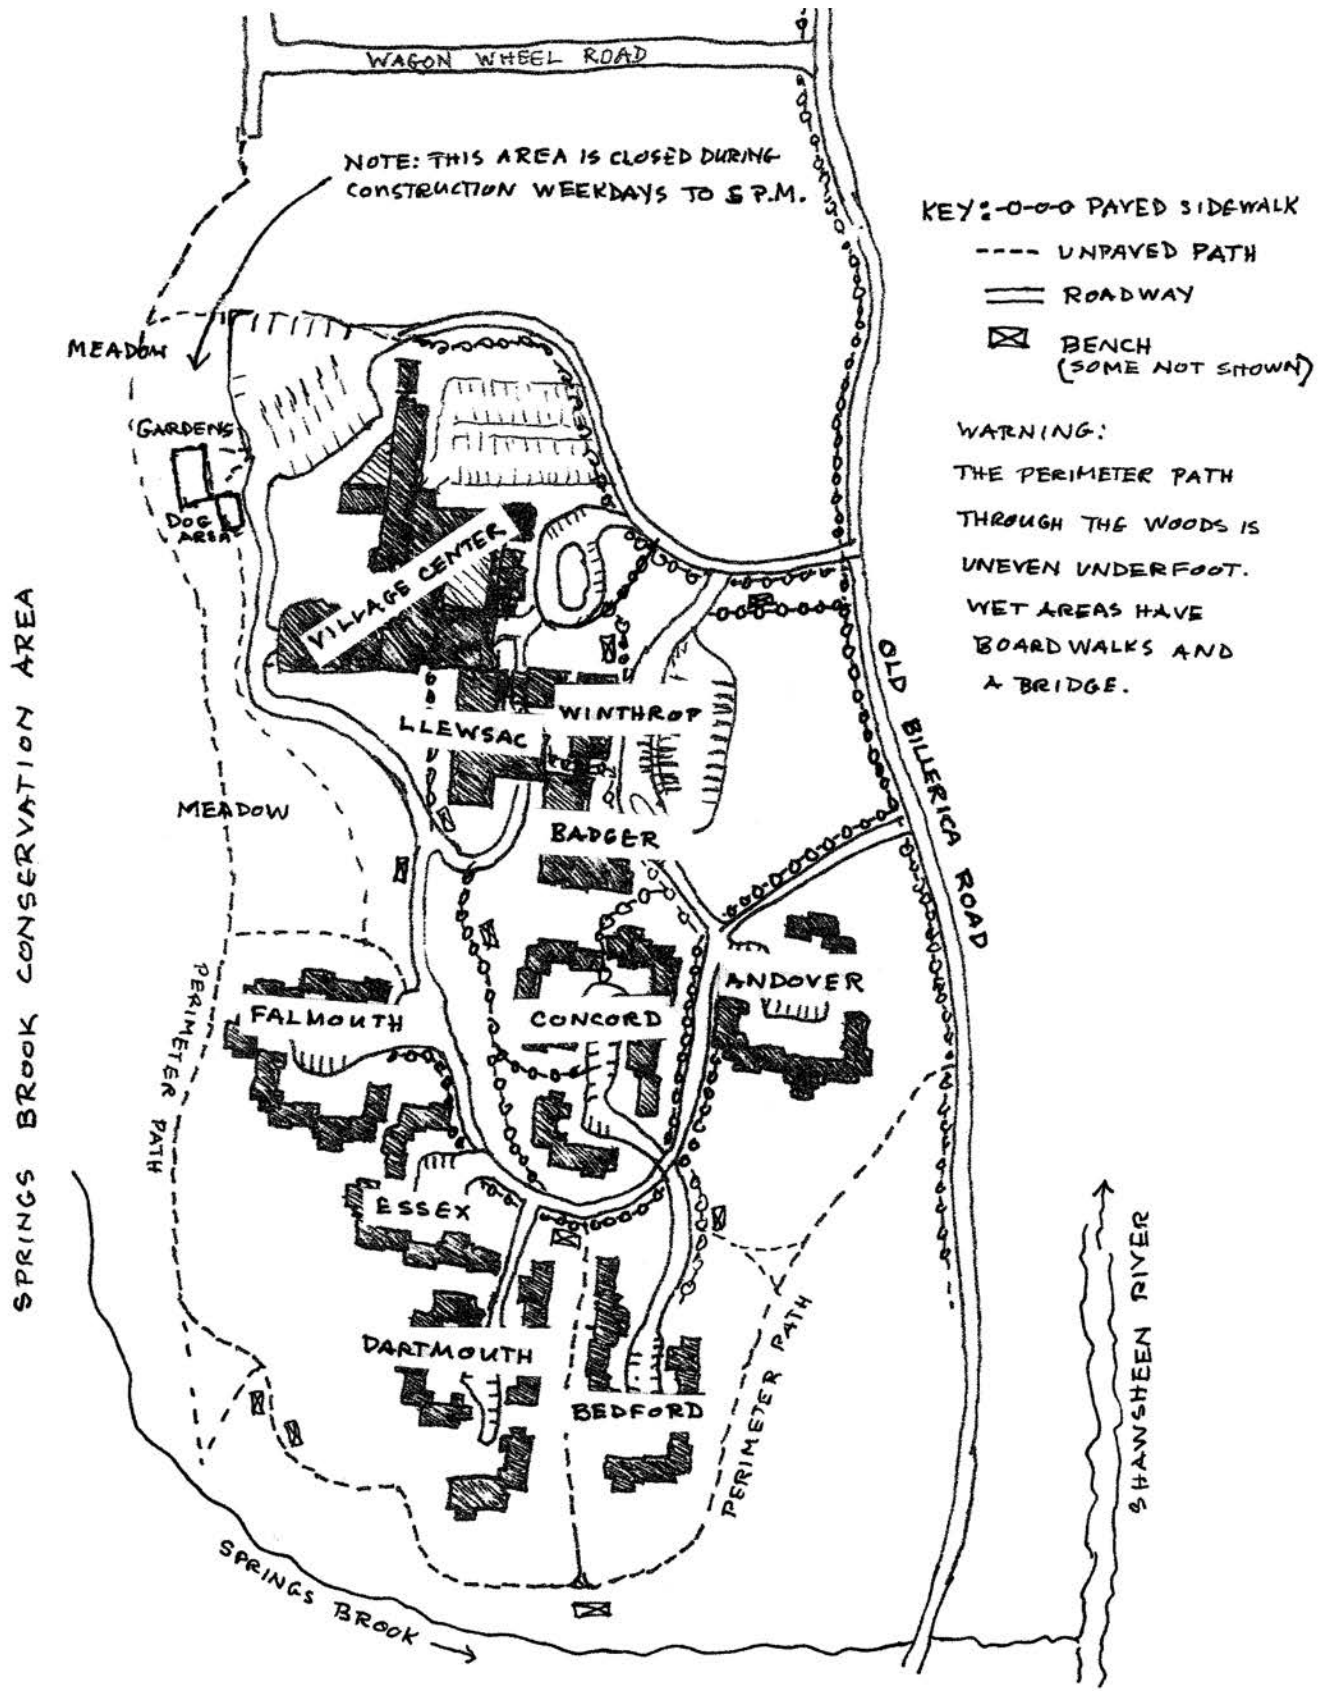 WAGON WHEEL ROAD
NOTE: THIS AREA IS CLOSED DURING
CONSTRUCTION WEEKDAYS TO 5 P.M.
KEY: PAVED SIDEWALK
UNPAVED PATH
ROADWAY
BENCH
(SOME NOT SHOWN)
MEADOW
GARDENS
DOG
AREA
WARNING:
THE PERIMETER PATH
THROUGH THE WOODS IS
UNEVEN UNDERFOOT.
WET AREAS HAVE
BOARDWALKS AND
A BRIDGE.
VILLAGE CENTER
OLD BILLERICA ROAD
WINTHROP
LLEWSAC
MEADOW
BADGER
SPRINGS BROOK CONSERVATION AREA
ANDOVER
FALMOUTH
CONCORD
PERIMETER PATH
ESSEX
DARTMOUTH
BEDFORD
PERIMETER PATH
SHAWSHEEN RIVER
SPRINGS BROOK